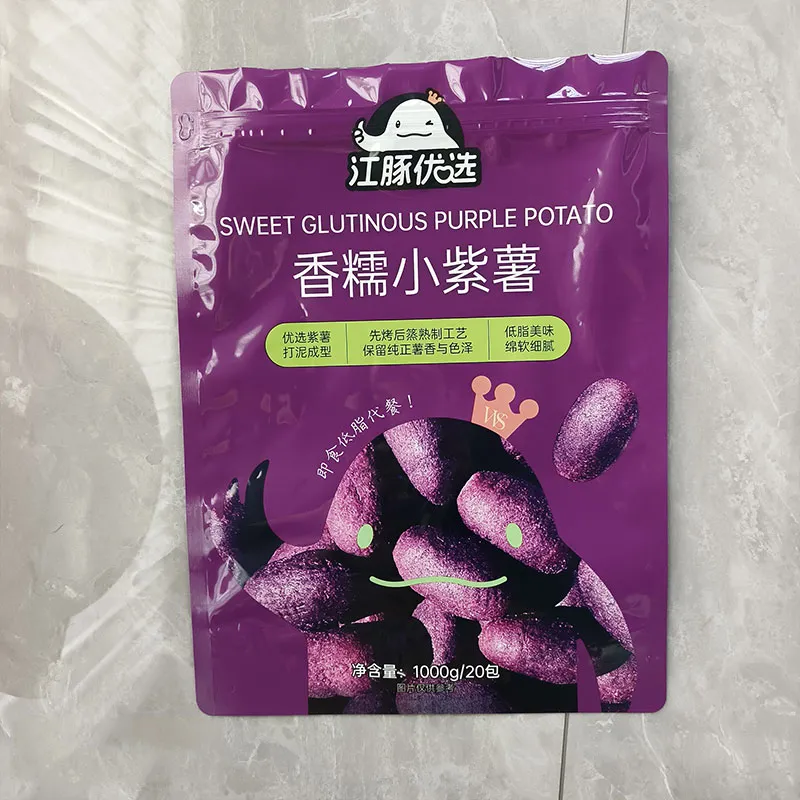 江豚优选
SWEET GLUTINOUS PURPLE POTATO
香糯小紫薯
优选紫薯
打泥成型
先烤后蒸熟制工艺
保留纯正薯香与色泽
低脂美味
绵软细腻
即食低脂代餐！
WS
净含量：1000g/20包
图片仅供参考